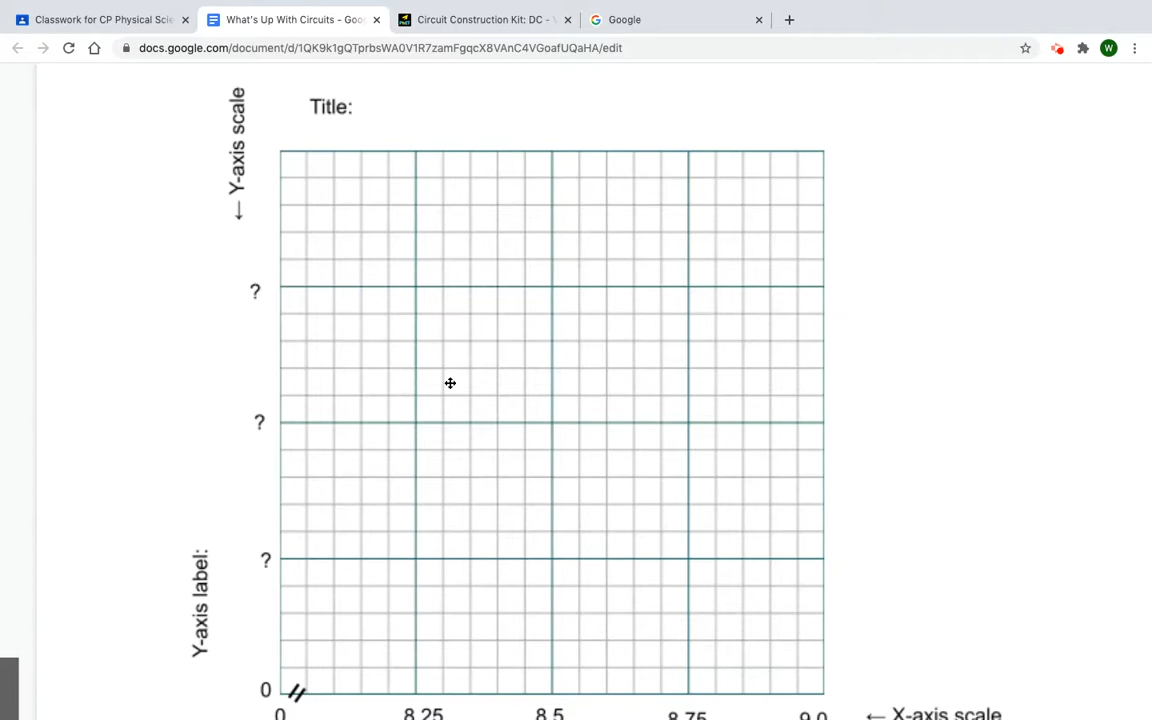 Classwork for CP Physical Scie
What's Up With Circuits - Goo
Circuit Construction Kit: DC -
Google
docs.google.com/document/d/1QK9k1gQTprbsWA0V1R7zamFgqcX8VAnC4VGoafUQaHA/edit
W
Title:
← Y-axis scale
?
?
?
Y-axis label:
0
0 8.25 8.5 8.75 9.0
← X-axis scale